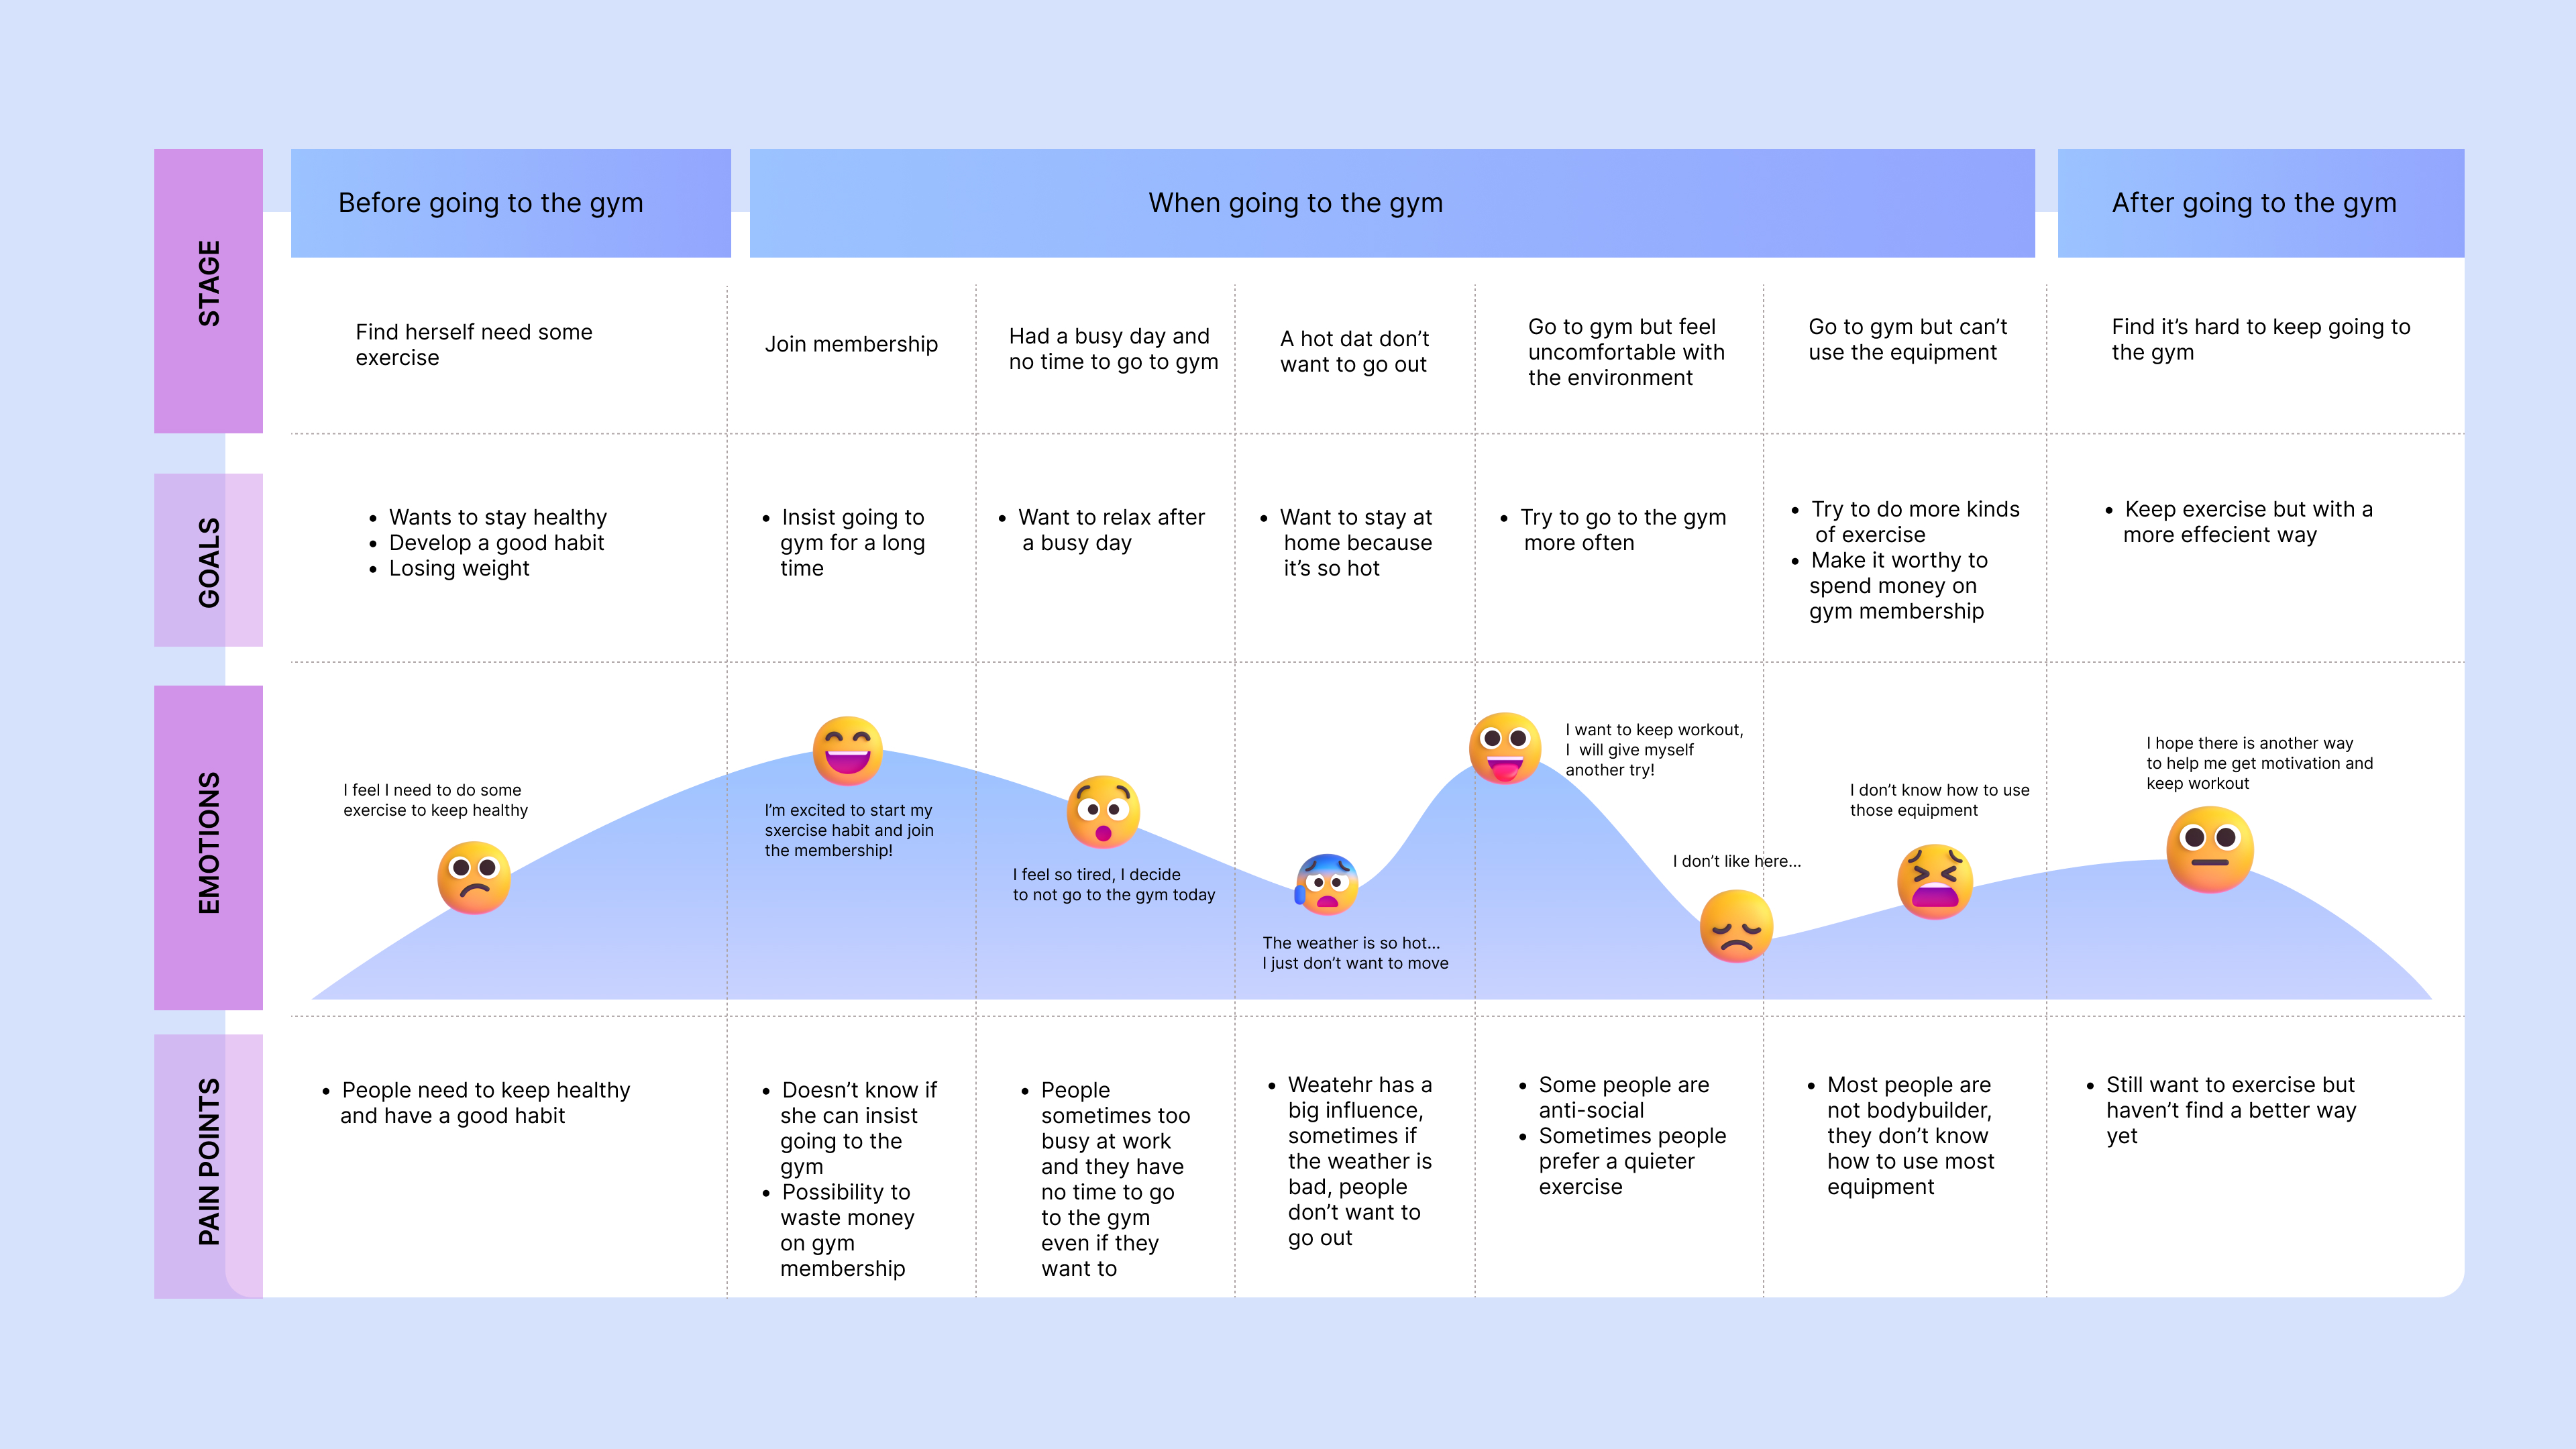 STAGE
Before going to the gym
When going to the gym
After going to the gym
Find herself need some
exercise
Join membership
Had a busy day and
no time to go to gym
A hot dat don’t
want to go out
Go to gym but feel
uncomfortable with
the environment
Go to gym but can’t
use the equipment
Find it’s hard to keep going to
the gym
GOALS
• Wants to stay healthy
• Develop a good habit
• Losing weight
• Insist going to
gym for a long
time
• Want to relax after
a busy day
• Want to stay at
home because
it’s so hot
• Try to go to the gym
more often
• Try to do more kinds
of exercise
• Make it worthy to
spend money on
gym membership
• Keep exercise but with a
more effecient way
EMOTIONS
I feel I need to do some
exercise to keep healthy
I’m excited to start my
sxercise habit and join
the membership!
I feel so tired, I decide
to not go to the gym today
The weather is so hot...
I just don’t want to move
I want to keep workout,
I will give myself
another try!
I don’t like here...
I don’t know how to use
those equipment
I hope there is another way
to help me get motivation and
keep workout
PAIN POINTS
• People need to keep healthy
and have a good habit
• Doesn’t know if
she can insist
going to the
gym
• Possibility to
waste money
on gym
membership
• People
sometimes too
busy at work
and they have
no time to go
to the gym
even if they
want to
• Weatehr has a
big influence,
sometimes if
the weather is
bad, people
don’t want to
go out
• Some people are
anti-social
• Sometimes people
prefer a quieter
exercise
• Most people are
not bodybuilder,
they don’t know
how to use most
equipment
• Still want to exercise but
haven’t find a better way
yet